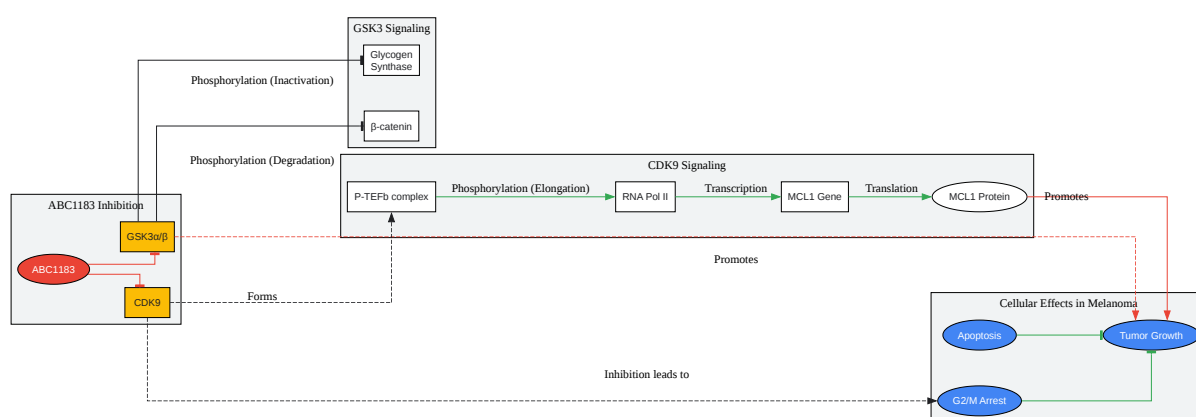 GSK3 Signaling
Glycogen
Synthase
Phosphorylation (Inactivation)
β-catenin
Phosphorylation (Degradation)
CDK9 Signaling
P-TEFb complex
Phosphorylation (Elongation)
RNA Pol II
Transcription
MCL1 Gene
Translation
MCL1 Protein
Promotes
ABC1183 Inhibition
GSK3α/β
ABC1183
CDK9
Forms
Promotes
Cellular Effects in Melanoma
Apoptosis
Tumor Growth
Inhibition leads to
G2/M Arrest